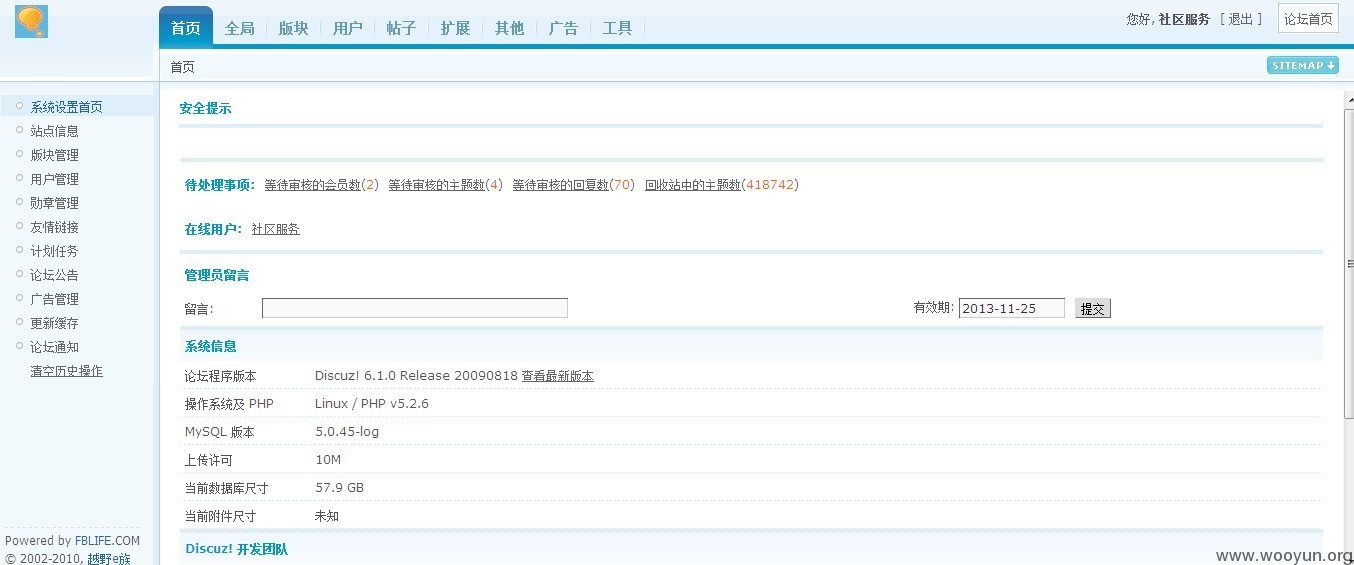 首页 全局 版块 用户 帖子 扩展 其他 广告 工具
您好, 社区服务 [ 退出 ] 论坛首页
首页
SITEMAP
系统设置首页
站点信息
版块管理
用户管理
勋章管理
友情链接
计划任务
论坛公告
广告管理
更新缓存
论坛通知
清空历史操作
安全提示
待处理事项: 等待审核的会员数(2) 等待审核的主题数(4) 等待审核的回复数(70) 回收站中的主题数(418742)
在线用户: 社区服务
管理员留言
留言: 有效期: 2013-11-25 提交
系统信息
论坛程序版本 Discuz! 6.1.0 Release 20090818 查看最新版本
操作系统及 PHP Linux / PHP v5.2.6
MySQL 版本 5.0.45-log
上传许可 10M
当前数据库尺寸 57.9 GB
当前附件尺寸 未知
Discuz! 开发团队
Powered by FBLIFE.COM
© 2002-2010, 越野e族
www.wooyun.org